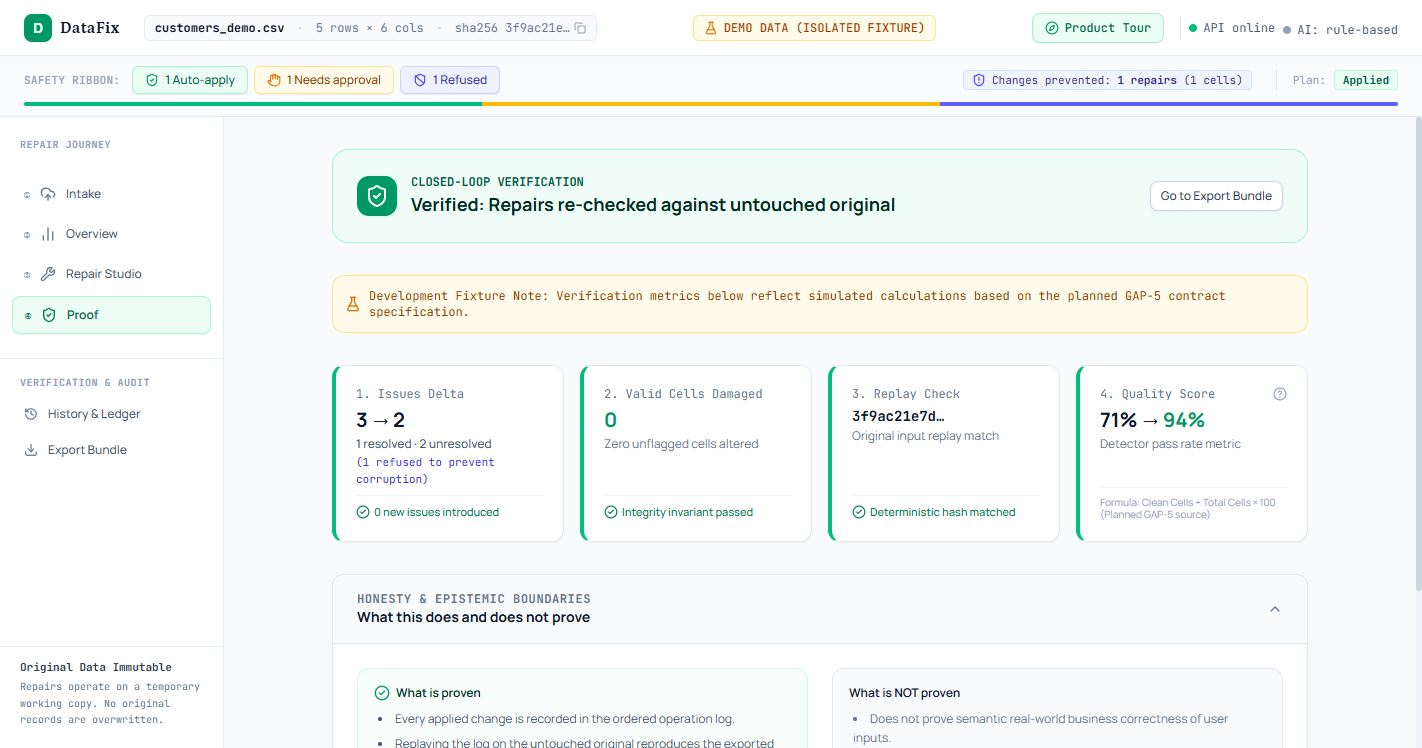 D DataFix
customers_demo.csv · 5 rows × 6 cols · sha256 3f9ac21e…
DEMO DATA (ISOLATED FIXTURE)
Product Tour
API online
AI: rule-based
SAFETY RIBBON:
1 Auto-apply
1 Needs approval
1 Refused
Changes prevented: 1 repairs (1 cells)
Plan: Applied
REPAIR JOURNEY
Intake
Overview
Repair Studio
Proof
VERIFICATION & AUDIT
History & Ledger
Export Bundle
Original Data Immutable
Repairs operate on a temporary
working copy. No original
records are overwritten.
CLOSED-LOOP VERIFICATION
Verified: Repairs re-checked against untouched original
Go to Export Bundle
Development Fixture Note: Verification metrics below reflect simulated calculations based on the planned GAP-5 contract
specification.
1. Issues Delta
3 → 2
1 resolved · 2 unresolved
(1 refused to prevent
corruption)
0 new issues introduced
2. Valid Cells Damaged
0
Zero unflagged cells altered
Integrity invariant passed
3. Replay Check
3f9ac21e7d…
Original input replay match
Deterministic hash matched
4. Quality Score
71% → 94%
Detector pass rate metric
Formula: Clean Cells ÷ Total Cells × 100
(Planned GAP-5 source)
HONESTY & EPISTEMIC BOUNDARIES
What this does and does not prove
What is proven
• Every applied change is recorded in the ordered operation log.
• Replaying the log on the untouched original reproduces the exported
What is NOT proven
• Does not prove semantic real-world business correctness of user
inputs.